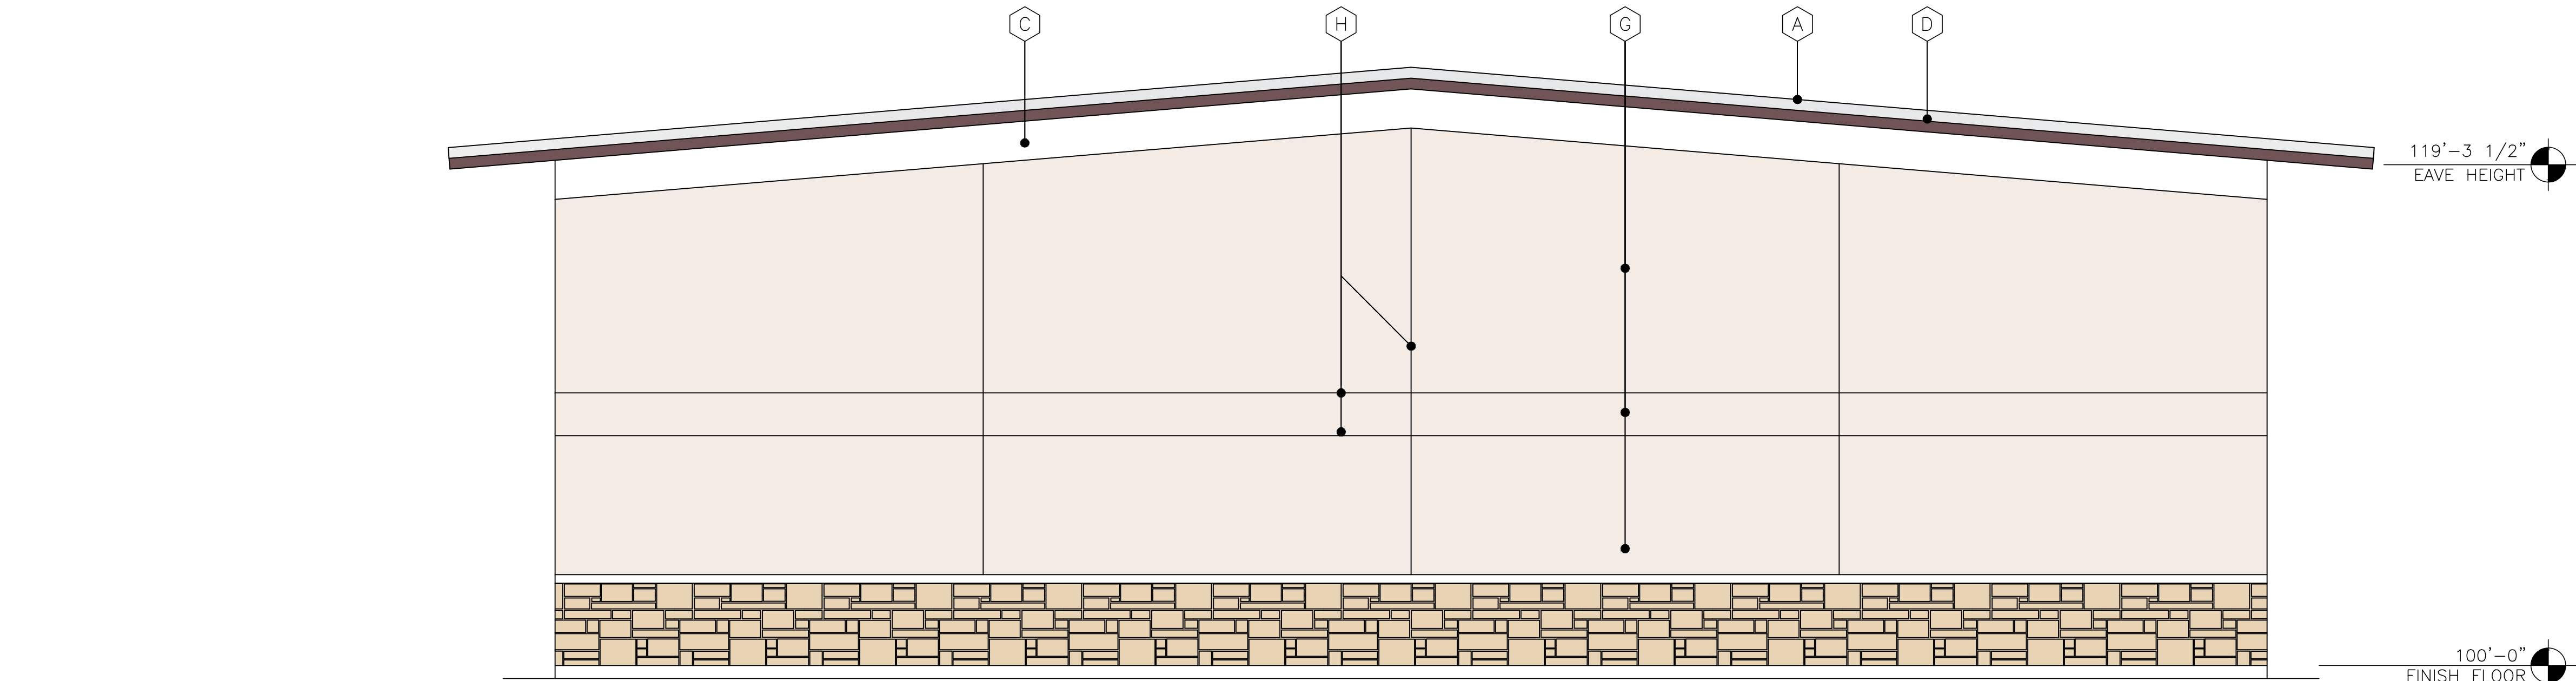 C
H
G
A
D
119'-3 1/2"
EAVE HEIGHT
100'-0"
FINISH FLOOR